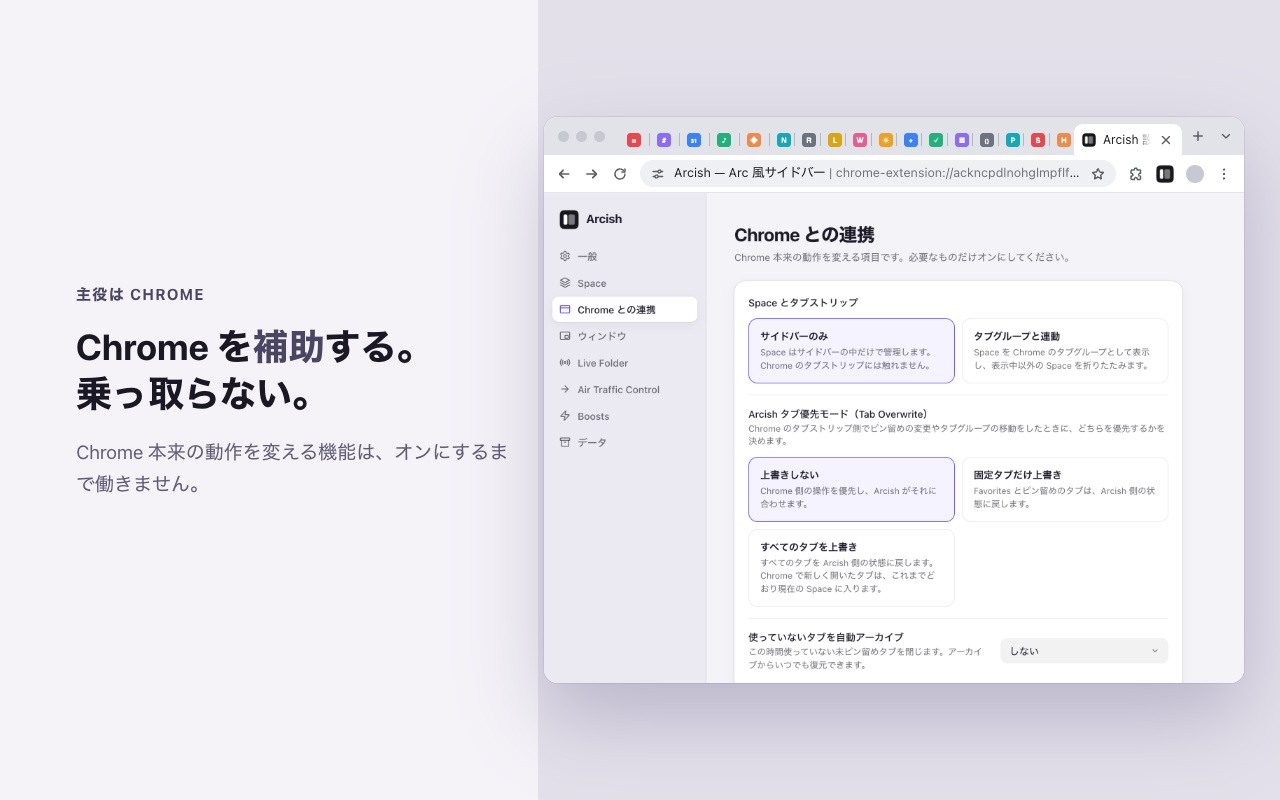 主役は CHROME
Chrome を補助する。
乗っ取らない。
Chrome 本来の動作を変える機能は、オンにするま
で働きません。
31
N
R
L
W
P
S
H
Arcish
Arcish — Arc 風サイドバー | chrome-extension://ackncpdlnohglmpflf...
Arcish
一般
Space
Chrome との連携
ウィンドウ
Live Folder
Air Traffic Control
Boosts
データ
Chrome との連携
Chrome 本来の動作を変える項目です。必要なものだけオンにしてください。
Space とタブストリップ
サイドバーのみ
Space はサイドバーの中だけで管理します。
Chrome のタブストリップには触れません。
タブグループと連動
Space を Chrome のタブグループとして表示
し、表示中以外の Space を折りたたみます。
Arcish タブ優先モード（Tab Overwrite）
Chrome のタブストリップ側でピン留めの変更やタブグループの移動をしたときに、どちらを優先するかを
決めます。
上書きしない
Chrome 側の操作を優先し、Arcish がそれに
合わせます。
固定タブだけ上書き
Favorites とピン留めのタブは、Arcish 側の状
態に戻します。
すべてのタブを上書き
すべてのタブを Arcish 側の状態に戻します。
Chrome で新しく開いたタブは、これまでど
おり現在の Space に入ります。
使っていないタブを自動アーカイブ
この時間使っていない未ピン留めタブを閉じます。アーカイ
ブからいつでも復元できます。
しない